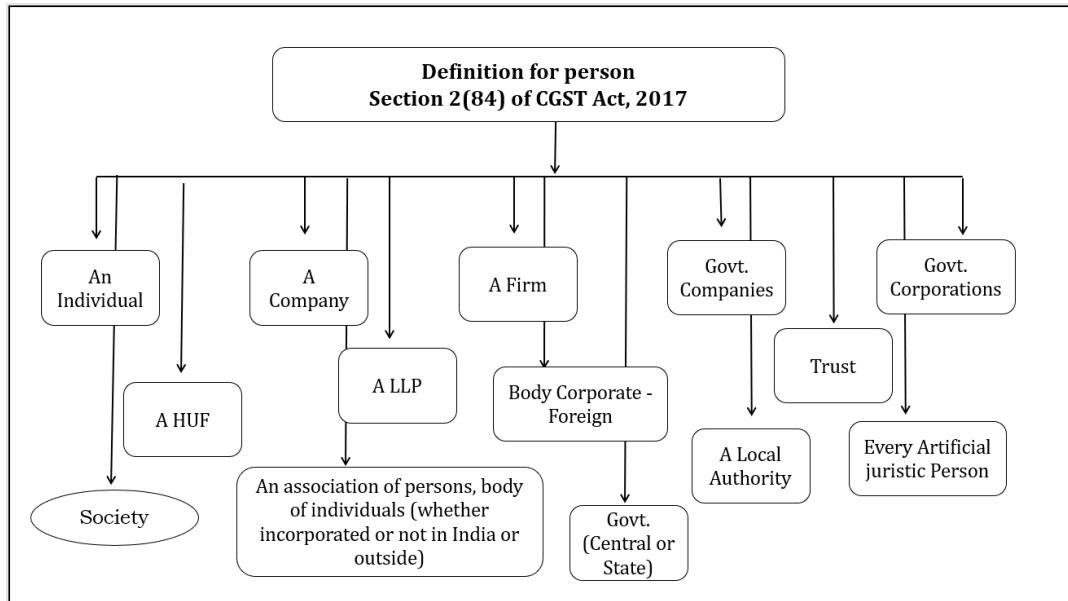 Definition for person
Section 2(84) of CGST Act, 2017
An
Individual
A
Company
A Firm
Govt.
Companies
Govt.
Corporations
A HUF
A LLP
Body Corporate -
Foreign
Trust
Society
An association of persons, body
of individuals (whether
incorporated or not in India or
outside)
Govt.
(Central or
State)
A Local
Authority
Every Artificial
juristic Person